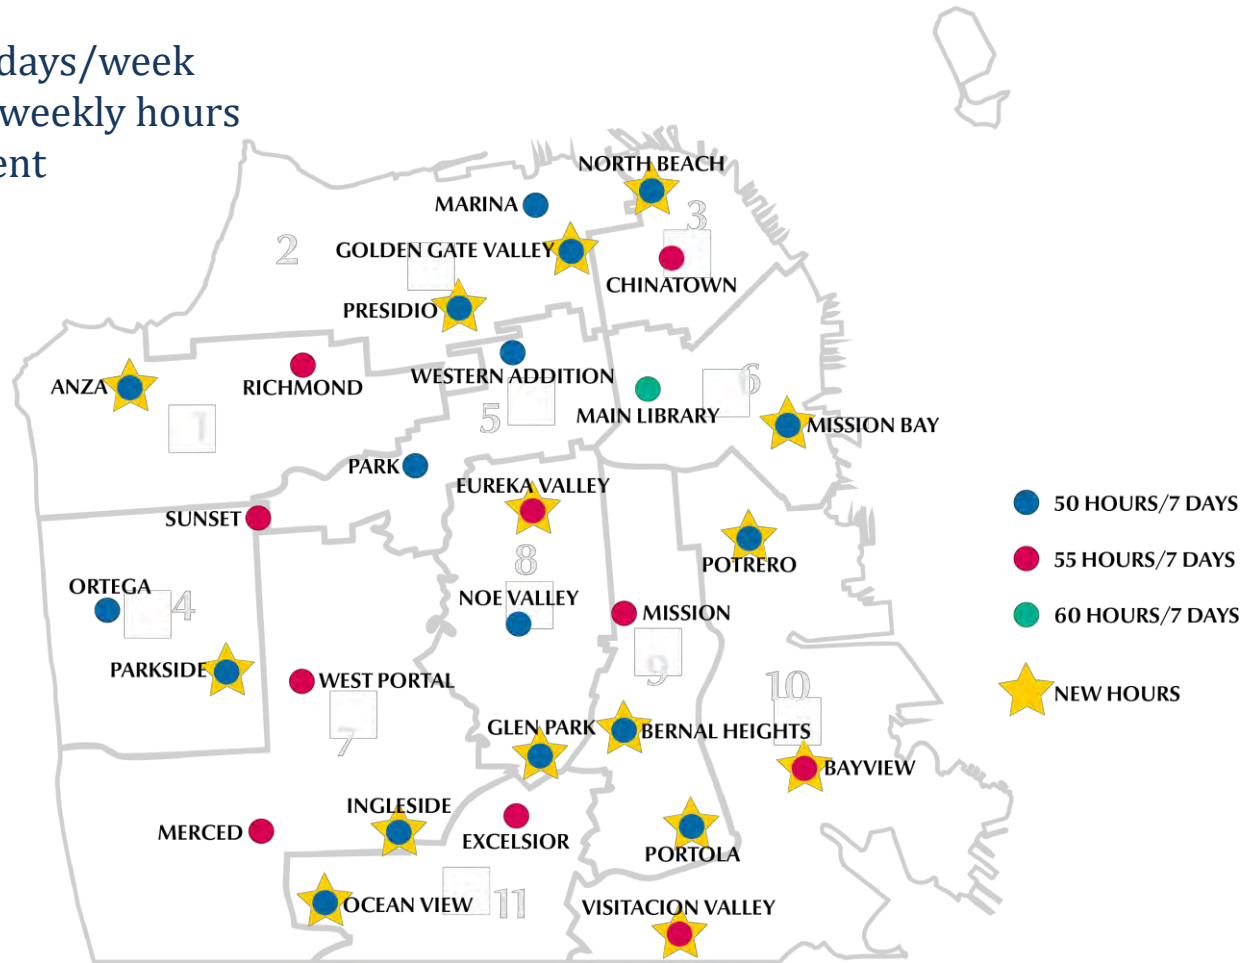 days/week
weekly hours
ent
NORTH BEACH
MARINA
3
2
GOLDEN GATE VALLEY
CHINATOWN
PRESIDIO
WESTERN ADDITION
ANZA
RICHMOND
6
MAIN LIBRARY
5
1
MISSION BAY
PARK
EUREKA VALLEY
50 HOURS/7 DAYS
SUNSET
55 HOURS/7 DAYS
8
POTRERO
ORTEGA
4
NOE VALLEY
MISSION
60 HOURS/7 DAYS
PARKSIDE
9
WEST PORTAL
10
NEW HOURS
7
GLEN PARK
BERNAL HEIGHTS
BAYVIEW
INGLESIDE
MERCED
EXCELSIOR
PORTOLA
OCEAN VIEW
11
VISITACION VALLEY